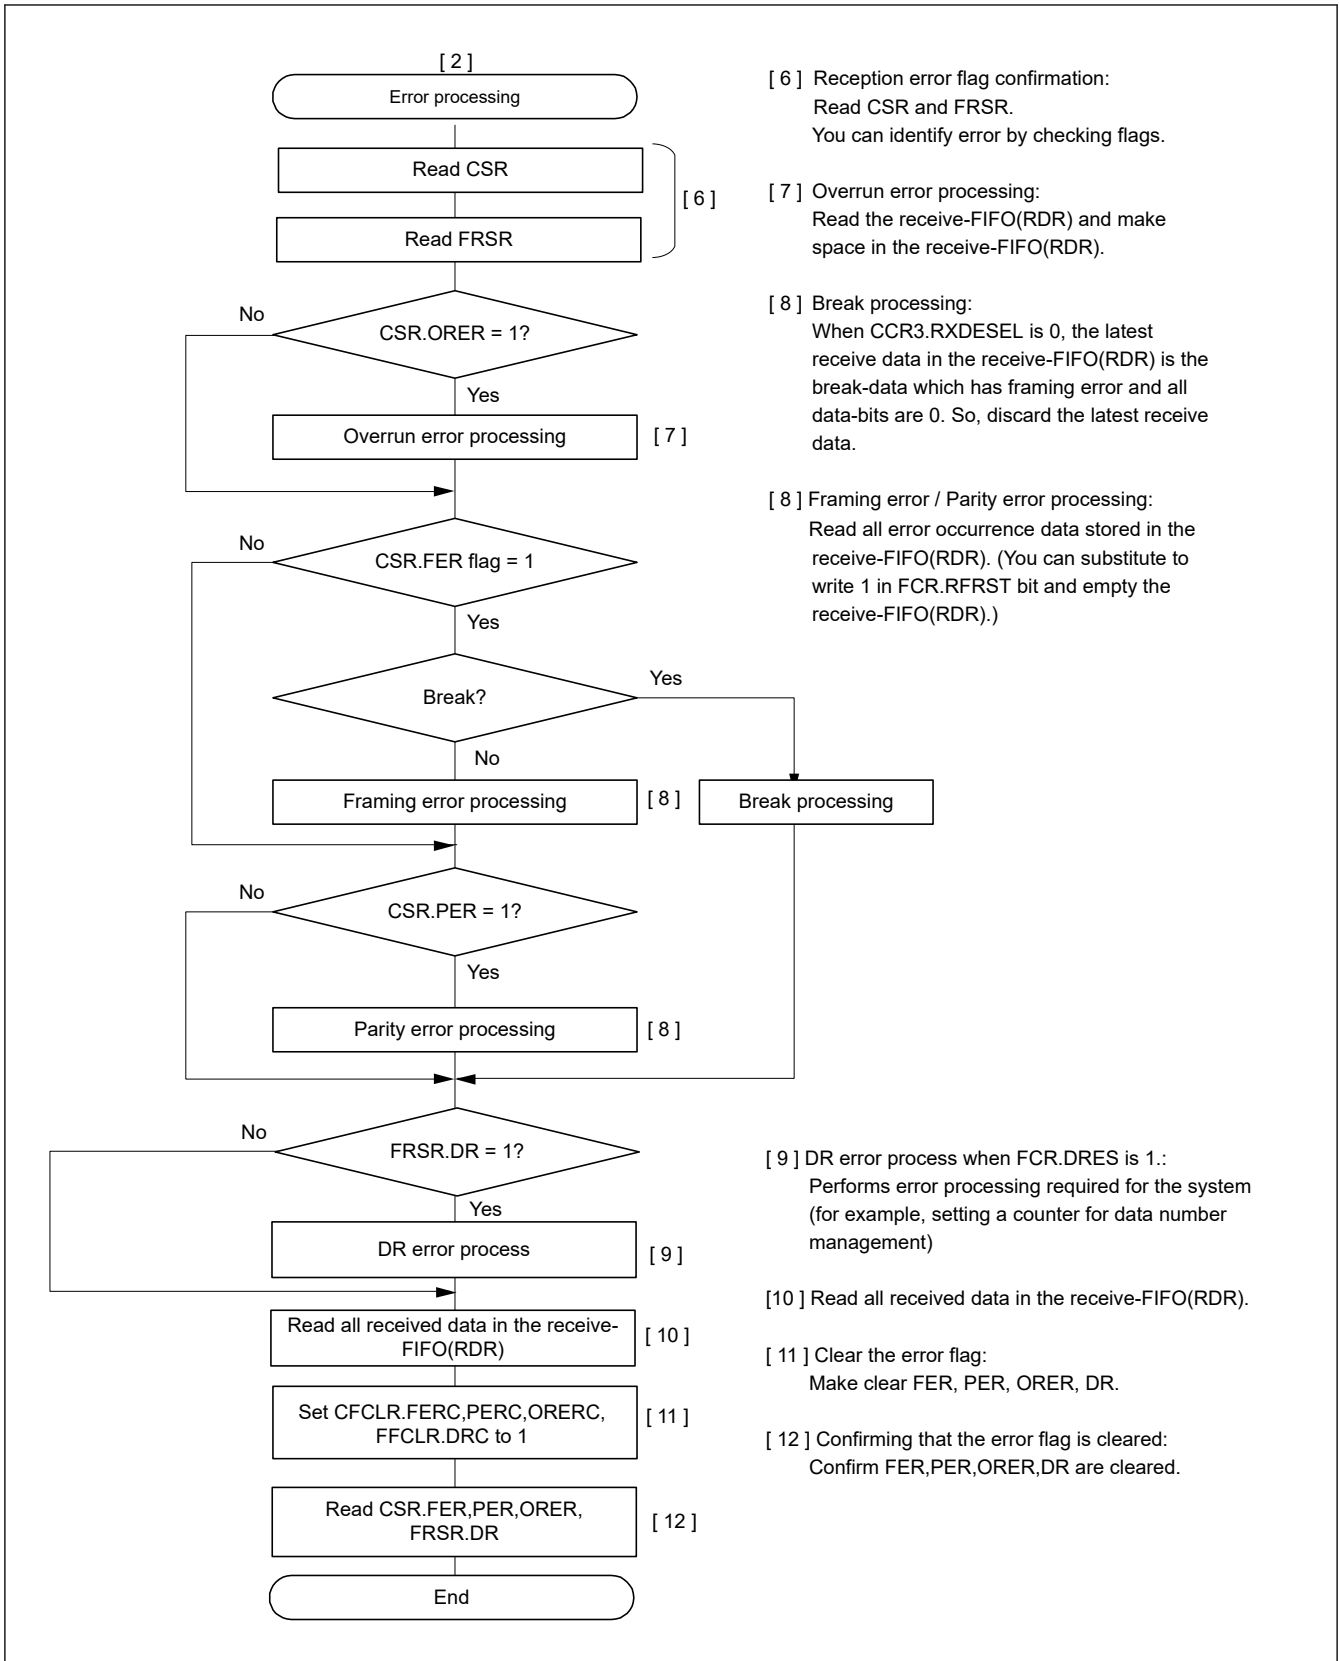 [ 2 ]
Error processing
Read CSR
Read FRSR
[ 6 ]
No
CSR.ORER = 1?
Yes
Overrun error processing
[ 7 ]
No
CSR.FER flag = 1
Yes
Break?
Yes
No
Framing error processing
[ 8 ]
Break processing
No
CSR.PER = 1?
Yes
Parity error processing
[ 8 ]
No
FRSR.DR = 1?
Yes
DR error process
[ 9 ]
Read all received data in the receive-
FIFO(RDR)
[ 10 ]
Set CFCLR.FERC,PERC,ORERC,
FFCLR.DRC to 1
[ 11 ]
Read CSR.FER,PER,ORER,
FRSR.DR
[ 12 ]
End
[ 6 ] Reception error flag confirmation:
Read CSR and FRSR.
You can identify error by checking flags.
[ 7 ] Overrun error processing:
Read the receive-FIFO(RDR) and make
space in the receive-FIFO(RDR).
[ 8 ] Break processing:
When CCR3.RXDESEL is 0, the latest
receive data in the receive-FIFO(RDR) is the
break-data which has framing error and all
data-bits are 0. So, discard the latest receive
data.
[ 8 ] Framing error / Parity error processing:
Read all error occurrence data stored in the
receive-FIFO(RDR). (You can substitute to
write 1 in FCR.RFRST bit and empty the
receive-FIFO(RDR).)
[ 9 ] DR error process when FCR.DRES is 1.:
Performs error processing required for the system
(for example, setting a counter for data number
management)
[10 ] Read all received data in the receive-FIFO(RDR).
[ 11 ] Clear the error flag:
Make clear FER, PER, ORER, DR.
[ 12 ] Confirming that the error flag is cleared:
Confirm FER,PER,ORER,DR are cleared.